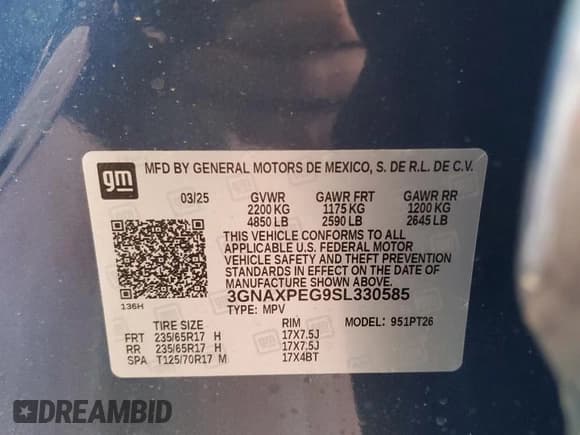 gm
MFD BY GENERAL MOTORS DE MEXICO, S. DE R.L. DE C.V.
03/25 GVWR GAWR FRT GAWR RR
2200 KG 1175 KG 1200 KG
4850 LB 2590 LB 2645 LB
THIS VEHICLE CONFORMS TO ALL
APPLICABLE U.S. FEDERAL MOTOR
VEHICLE SAFETY AND THEFT PREVENTION
STANDARDS IN EFFECT ON THE DATE OF
MANUFACTURE SHOWN ABOVE.
3GNAXPEG9SL330585
136H
TYPE: MPV MODEL: 951PT26
TIRE SIZE RIM
FRT 235/65R17 H 17X7.5J
RR 235/65R17 H 17X7.5J
SPA T125/70R17 M 17X4BT
DREAMBID